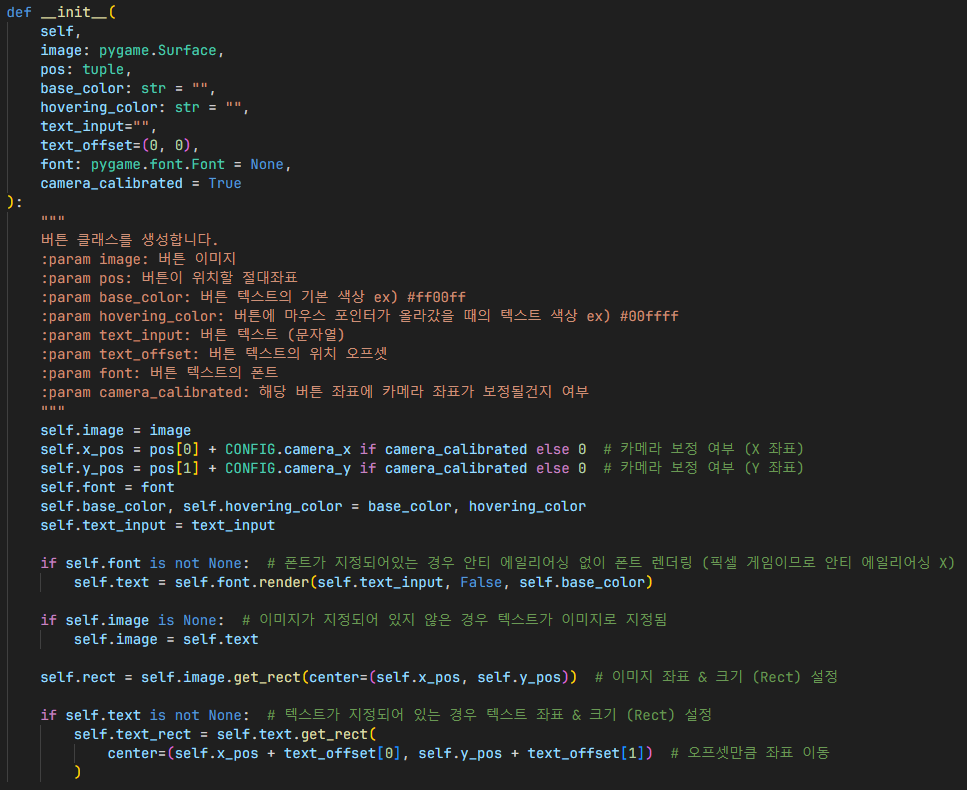 def __init__(
    self,
    image: pygame.Surface,
    pos: tuple,
    base_color: str = "",
    hovering_color: str = "",
    text_input="",
    text_offset=(0, 0),
    font: pygame.font.Font = None,
    camera_calibrated = True
):
    """
    버튼 클래스를 생성합니다.
    :param image: 버튼 이미지
    :param pos: 버튼이 위치할 절대좌표
    :param base_color: 버튼 텍스트의 기본 색상 ex) #ff00ff
    :param hovering_color: 버튼에 마우스 포인터가 올라갔을 때의 텍스트 색상 ex) #00ffff
    :param text_input: 버튼 텍스트 (문자열)
    :param text_offset: 버튼 텍스트의 위치 오프셋
    :param font: 버튼 텍스트의 폰트
    :param camera_calibrated: 해당 버튼 좌표에 카메라 좌표가 보정될건지 여부
    """
    self.image = image
    self.x_pos = pos[0] + CONFIG.camera_x if camera_calibrated else 0  # 카메라 보정 여부 (X 좌표)
    self.y_pos = pos[1] + CONFIG.camera_y if camera_calibrated else 0  # 카메라 보정 여부 (Y 좌표)
    self.font = font
    self.base_color, self.hovering_color = base_color, hovering_color
    self.text_input = text_input

    if self.font is not None:  # 폰트가 지정되어있는 경우 안티 에일리어싱 없이 폰트 렌더링 (픽셀 게임이므로 안티 에일리어싱 X)
        self.text = self.font.render(self.text_input, False, self.base_color)

    if self.image is None:  # 이미지가 지정되어 있지 않은 경우 텍스트가 이미지로 지정됨
        self.image = self.text

    self.rect = self.image.get_rect(center=(self.x_pos, self.y_pos))  # 이미지 좌표 & 크기 (Rect) 설정

    if self.text is not None:  # 텍스트가 지정되어 있는 경우 텍스트 좌표 & 크기 (Rect) 설정
        self.text_rect = self.text.get_rect(
            center=(self.x_pos + text_offset[0], self.y_pos + text_offset[1])  # 오프셋만큼 좌표 이동
        )